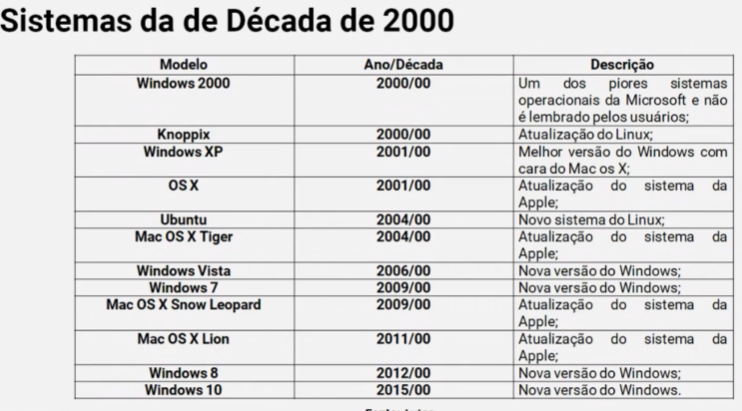 Sistemas da de Década de 2000
Modelo Ano/Década Descrição
Windows 2000 2000/00 Um dos piores sistemas
operacionais da Microsoft e não
é lembrado pelos usuários;
Knoppix 2000/00 Atualização do Linux;
Windows XP 2001/00 Melhor versão do Windows com
cara do Mac os X;
OS X 2001/00 Atualização do sistema da
Apple;
Ubuntu 2004/00 Novo sistema do Linux;
Mac OS X Tiger 2004/00 Atualização do sistema da
Apple;
Windows Vista 2006/00 Nova versão do Windows;
Windows 7 2009/00 Nova versão do Windows;
Mac OS X Snow Leopard 2009/00 Atualização do sistema da
Apple;
Mac OS X Lion 2011/00 Atualização do sistema da
Apple;
Windows 8 2012/00 Nova versão do Windows;
Windows 10 2015/00 Nova versão do Windows.